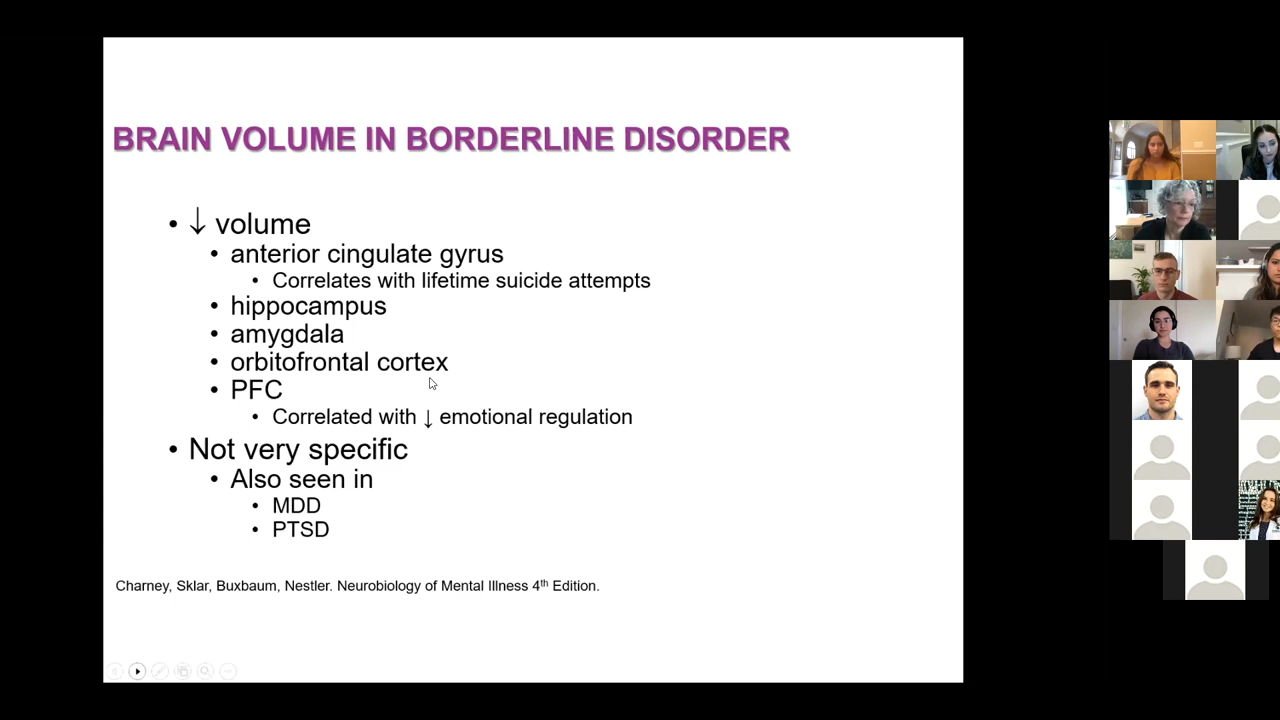 BRAIN VOLUME IN BORDERLINE DISORDER
• ↓ volume
• anterior cingulate gyrus
• Correlates with lifetime suicide attempts
• hippocampus
• amygdala
• orbitofrontal cortex
• PFC
• Correlated with ↓ emotional regulation
• Not very specific
• Also seen in
• MDD
• PTSD
Charney, Sklar, Buxbaum, Nestler. Neurobiology of Mental Illness 4th Edition.